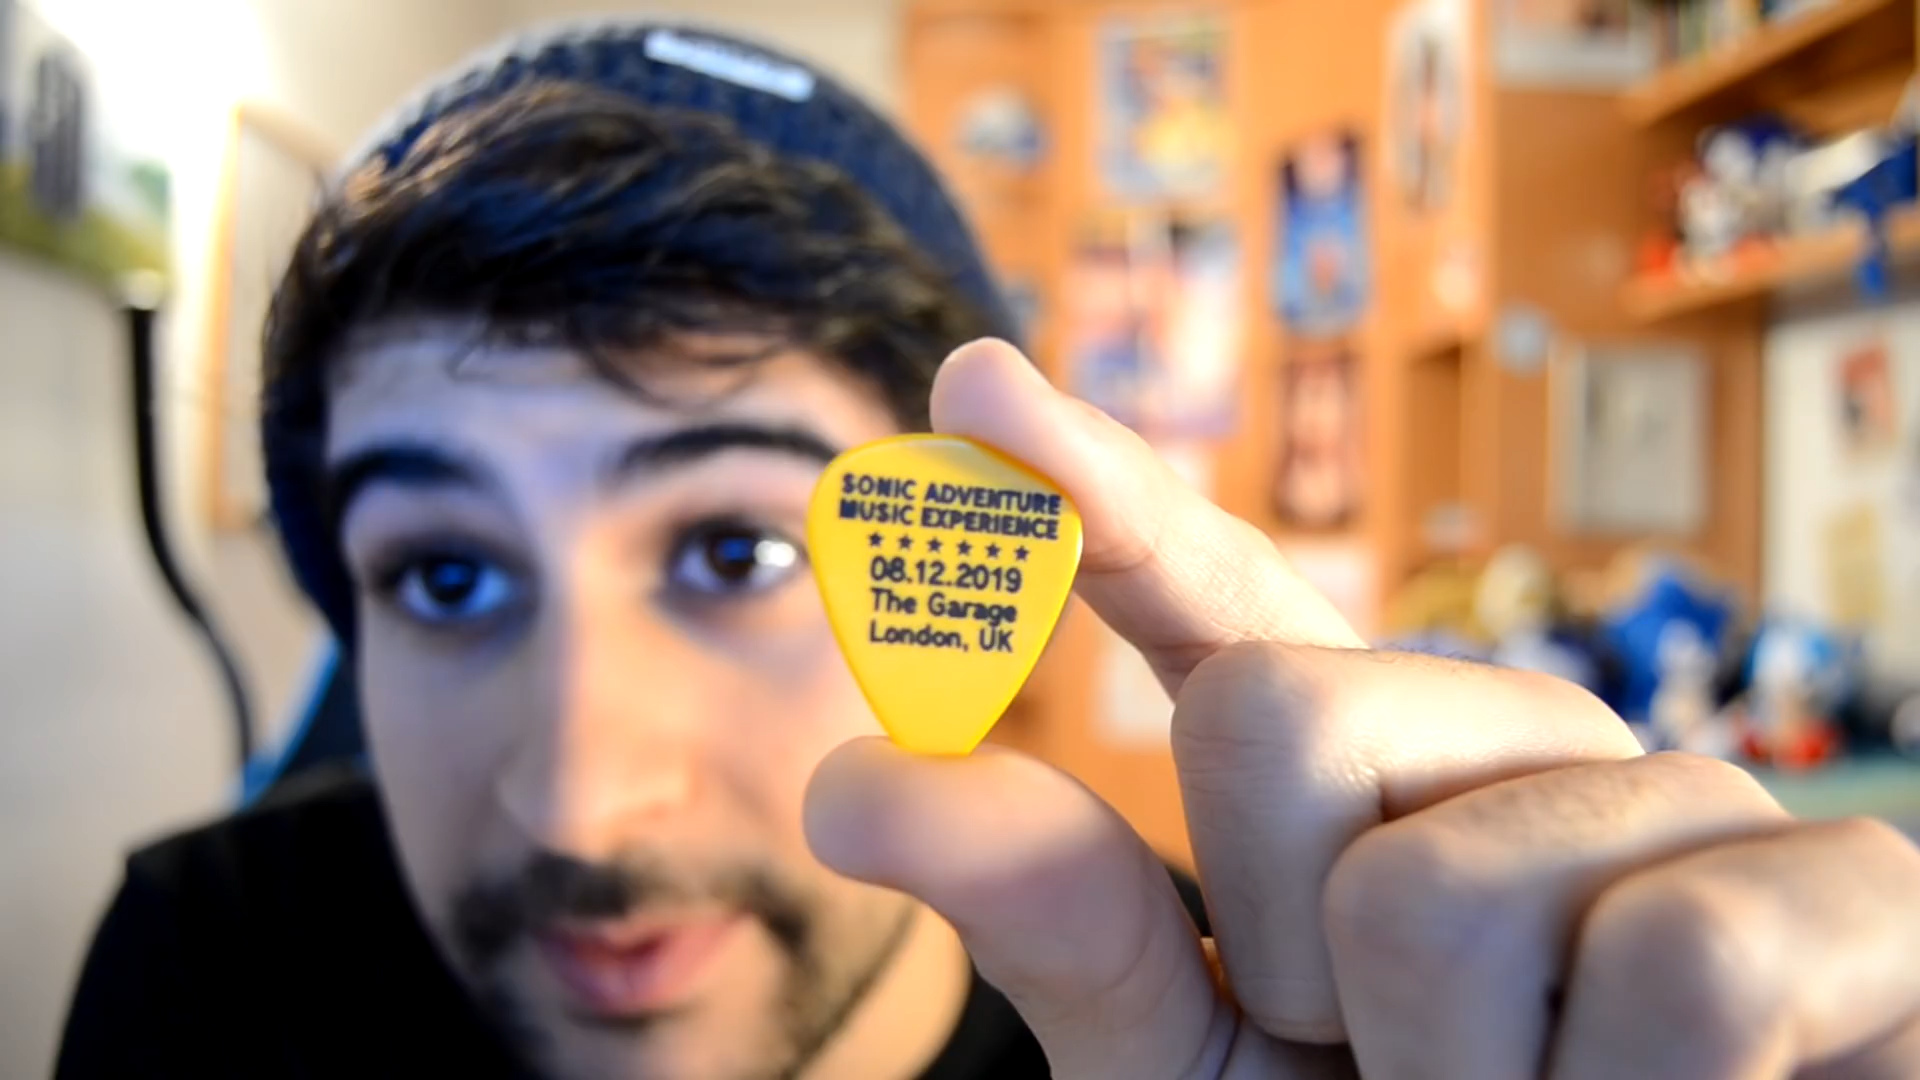 SONIC ADVENTURE
MUSIC EXPERIENCE
★ ★ ★ ★ ★ ★
08.12.2019
The Garage
London, UK